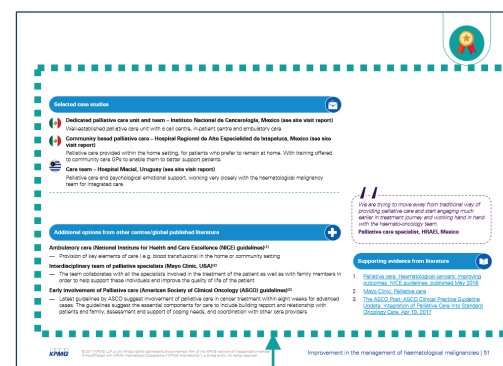 Selected case studies
Dedicated palliative care unit and team – Instituto Nacional de Cancerología, Mexico (see site visit report)
Well-established palliative care unit with a call centre, in-patient centre and ambulatory care
Community based palliative care – Hospital Regional de Alta Especialidad de Ixtapaluca, Mexico (see site
visit report)
Palliative care provided within the home setting, for patients who prefer to remain at home. With training offered
to community care GPs to enable them to better support patients
Care team – Hospital Maciel, Uruguay (see site visit report)
Palliative care and psychological emotional support, working very closely with the haematological malignancy
team for integrated care
Additional options from other centres/global published literature
Ambulatory care (National Institute for Health and Care Excellence (NICE) guidelines)(1)
— Provision of key elements of care (e.g. blood transfusions) in the home or community setting
Interdisciplinary team of palliative specialists (Mayo Clinic, USA)(2)
— The team collaborates with all the specialists involved in the treatment of the patient as well as with family members in
order to help support these individuals and improve the quality of life of the patient
Early involvement of Palliative care (American Society of Clinical Oncology (ASCO) guidelines)(3)
— Latest guidelines by ASCO suggest involvement of palliative care in cancer treatment within eight weeks for advanced
cases. The guidelines suggest the essential components for care to include building rapport and relationship with
patients and family, assessment and support of coping needs, and coordination with other care providers
We are trying to move away from traditional way of
providing palliative care and start engaging much
earlier in treatment journey and working hand in hand
with the haemato-oncology team.
Palliative care specialist, HRAEI, Mexico
Supporting evidence from literature
1. Palliative care: Haematological cancers: improving
outcomes, NICE guidelines, published May 2016
2. Mayo Clinic: Palliative care
3. The ASCO Post: ASCO Clinical Practice Guideline
Update: Integration of Palliative Care Into Standard
Oncology Care, Apr 10, 2017
KPMG
Improvement in the management of haematological malignancies | 51